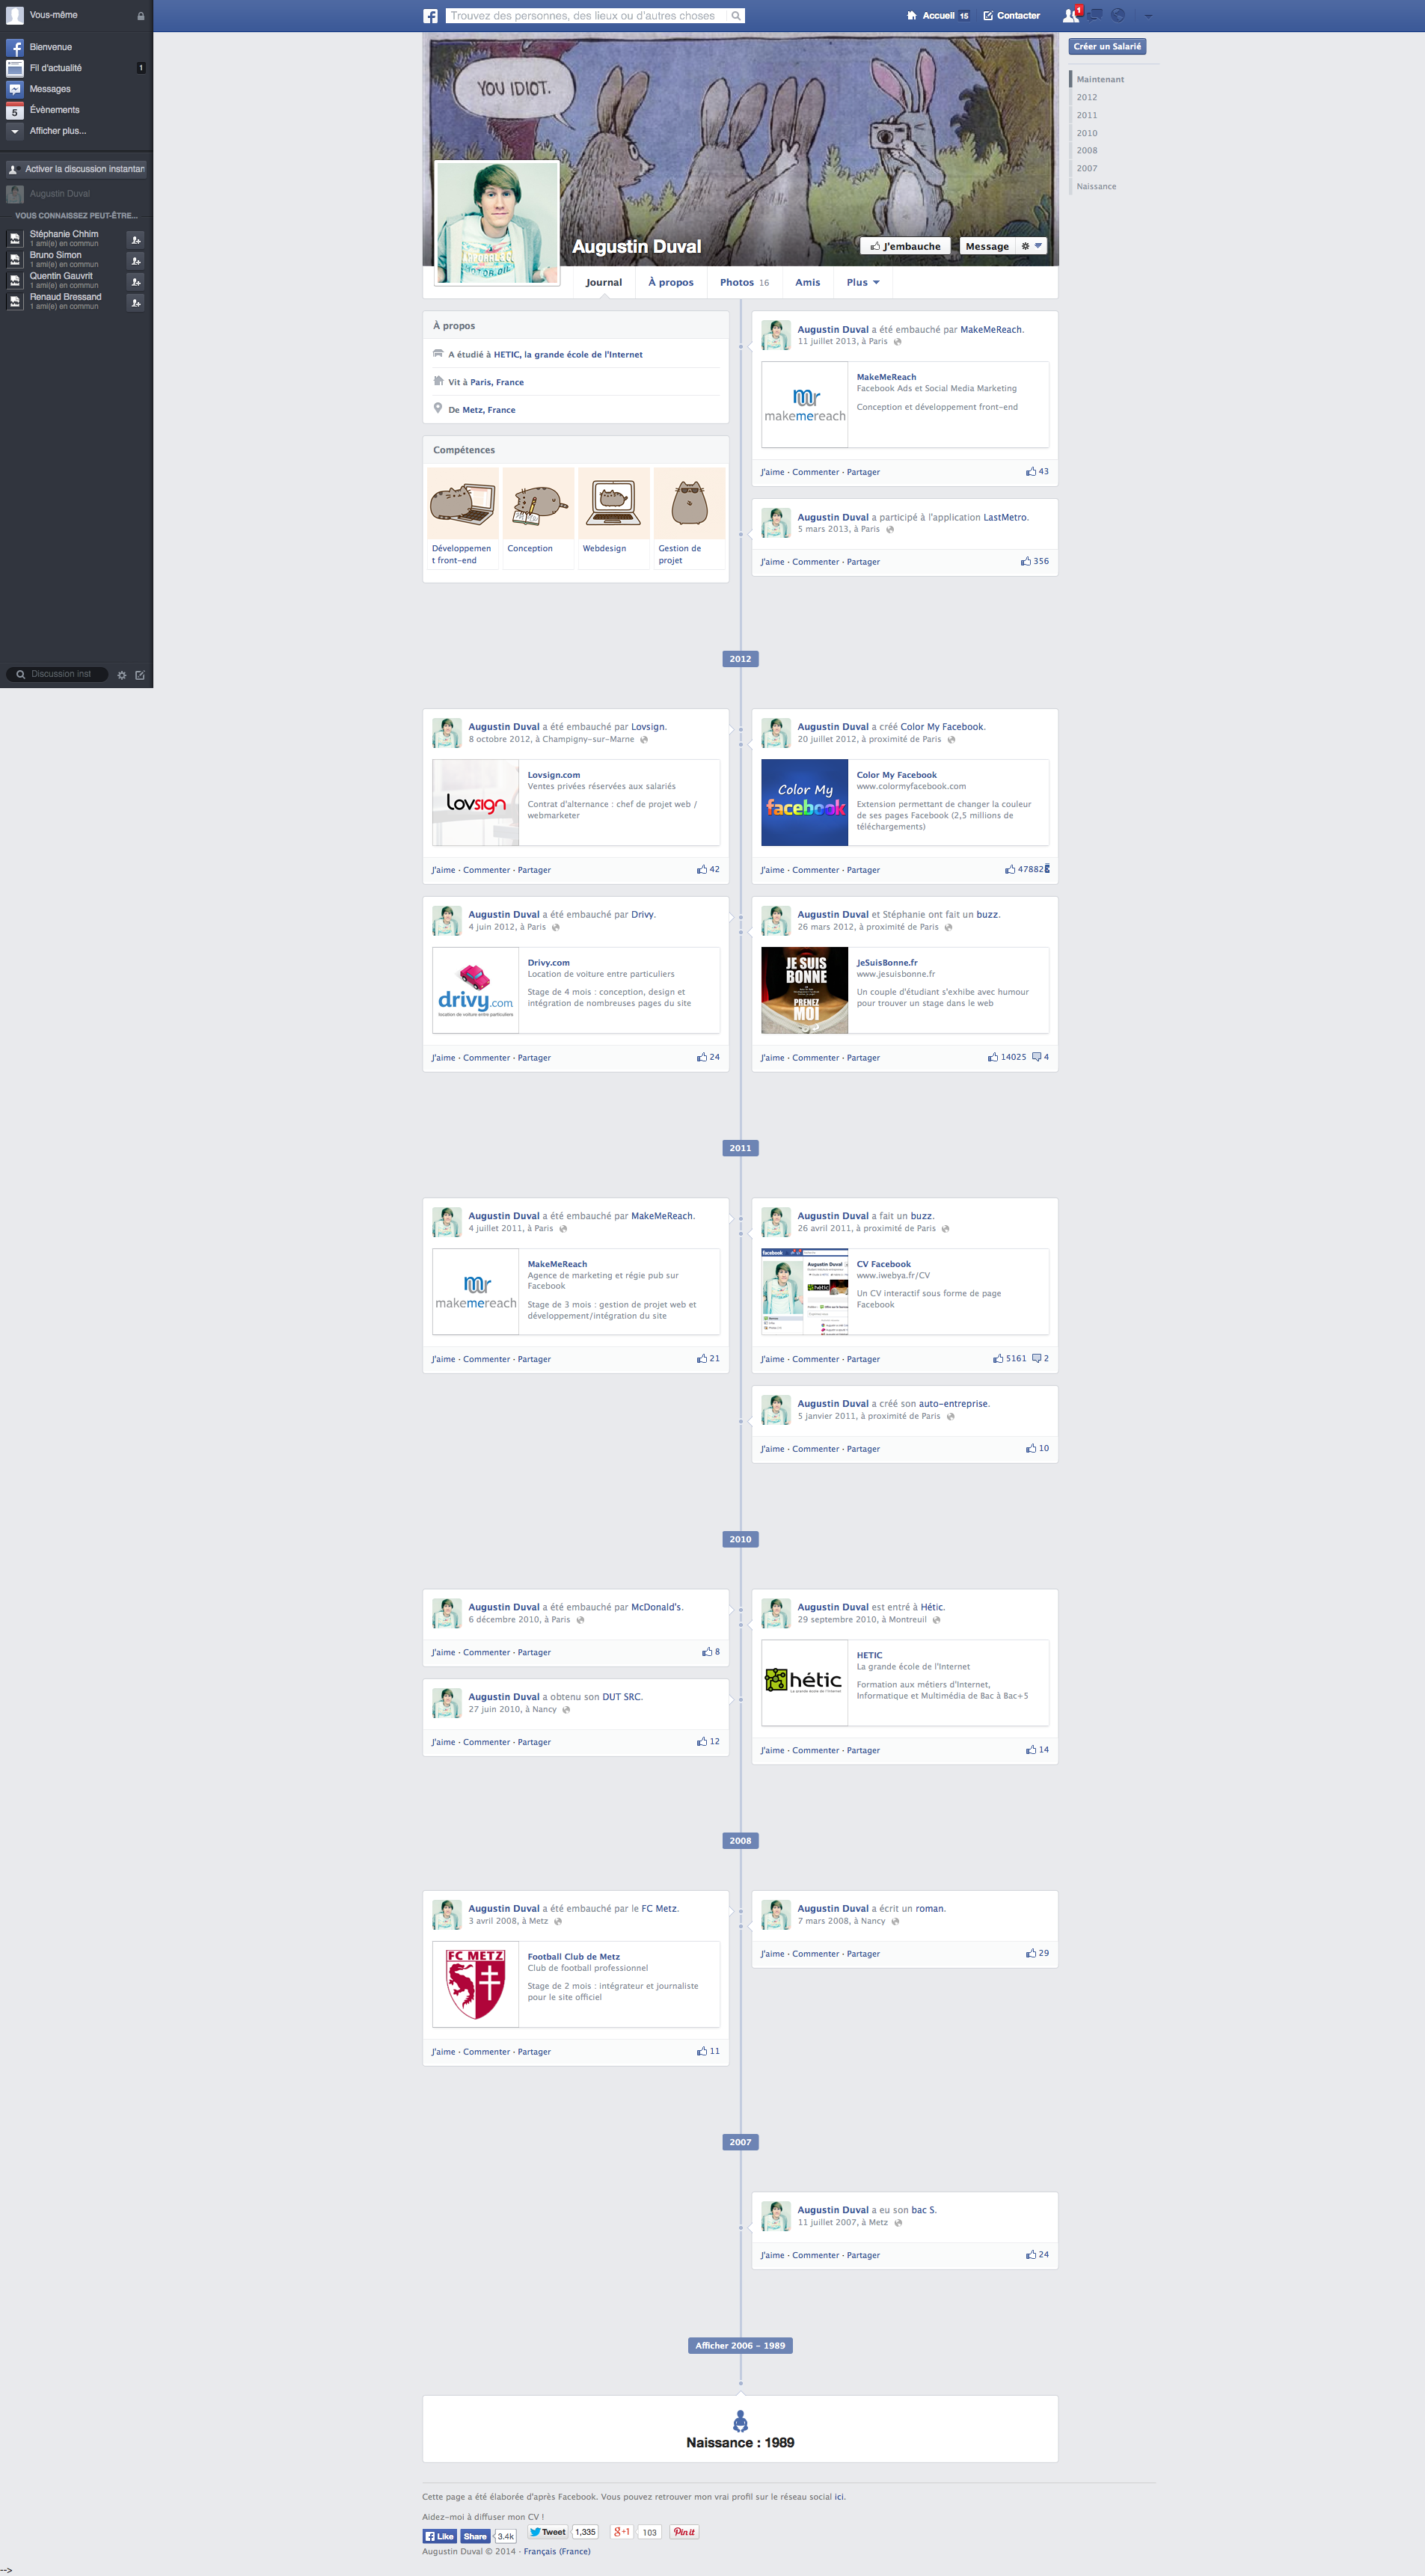 Vous-même
Trouvez des personnes, des lieux ou d'autres choses
Accueil 15
Contacter
1
Bienvenue
Fil d'actualité 1
Messages
5 Évènements
Afficher plus...
Activer la discussion instantan
Augustin Duval
VOUS CONNAISSEZ PEUT-ÊTRE...
Stéphanie Chhim
1 ami(e) en commun
Bruno Simon
1 ami(e) en commun
Quentin Gauvrit
1 ami(e) en commun
Renaud Bressand
1 ami(e) en commun
Discussion inst
Créer un Salarié
Maintenant
2012
2011
2010
2008
2007
Naissance
YOU IDIOT.
Augustin Duval
J'embauche
Message
Journal
À propos
Photos 16
Amis
Plus
À propos
A étudié à HETIC, la grande école de l'Internet
Vit à Paris, France
De Metz, France
Compétences
Développemen
t front-end
Conception
Webdesign
Gestion de
projet
Augustin Duval a été embauché par MakeMeReach.
11 juillet 2013, à Paris
makemereach
MakeMeReach
Facebook Ads et Social Media Marketing
Conception et développement front-end
J'aime · Commenter · Partager 43
Augustin Duval a participé à l'application LastMetro.
5 mars 2013, à Paris
J'aime · Commenter · Partager 356
2012
Augustin Duval a été embauché par Lovsign.
8 octobre 2012, à Champigny-sur-Marne
Lovsign
Lovsign.com
Ventes privées réservées aux salariés
Contrat d'alternance : chef de projet web /
webmarketer
J'aime · Commenter · Partager 42
Augustin Duval a créé Color My Facebook.
20 juillet 2012, à proximité de Paris
Color My
facebook
Color My Facebook
www.colormyfacebook.com
Extension permettant de changer la couleur
de ses pages Facebook (2,5 millions de
téléchargements)
J'aime · Commenter · Partager 47882
Augustin Duval a été embauché par Drivy.
4 juin 2012, à Paris
drivy.com
location de voiture entre particuliers
Drivy.com
Location de voiture entre particuliers
Stage de 4 mois : conception, design et
intégration de nombreuses pages du site
J'aime · Commenter · Partager 24
Augustin Duval et Stéphanie ont fait un buzz.
26 mars 2012, à proximité de Paris
JE SUIS
BONNE
PRENEZ
MOI
JeSuisBonne.fr
www.jesuisbonne.fr
Un couple d'étudiant s'exhibe avec humour
pour trouver un stage dans le web
J'aime · Commenter · Partager 14025 4
2011
Augustin Duval a été embauché par MakeMeReach.
4 juillet 2011, à Paris
makemereach
MakeMeReach
Agence de marketing et régie pub sur
Facebook
Stage de 3 mois : gestion de projet web et
développement/intégration du site
J'aime · Commenter · Partager 21
Augustin Duval a fait un buzz.
26 avril 2011, à proximité de Paris
facebook
Augustin Duval
CV Facebook
www.iwebya.fr/CV
Un CV interactif sous forme de page
Facebook
J'aime · Commenter · Partager 5161 2
Augustin Duval a créé son auto-entreprise.
5 janvier 2011, à proximité de Paris
J'aime · Commenter · Partager 10
2010
Augustin Duval a été embauché par McDonald's.
6 décembre 2010, à Paris
J'aime · Commenter · Partager 8
Augustin Duval est entré à Hétic.
29 septembre 2010, à Montreuil
hétic
La grande école de l'Internet
HETIC
La grande école de l'Internet
Formation aux métiers d'Internet,
Informatique et Multimédia de Bac à Bac+5
J'aime · Commenter · Partager 14
Augustin Duval a obtenu son DUT SRC.
27 juin 2010, à Nancy
J'aime · Commenter · Partager 12
2008
Augustin Duval a été embauché par le FC Metz.
3 avril 2008, à Metz
FC METZ
Football Club de Metz
Club de football professionnel
Stage de 2 mois : intégrateur et journaliste
pour le site officiel
J'aime · Commenter · Partager 11
Augustin Duval a écrit un roman.
7 mars 2008, à Nancy
J'aime · Commenter · Partager 29
2007
Augustin Duval a eu son bac S.
11 juillet 2007, à Metz
J'aime · Commenter · Partager 24
Afficher 2006 - 1989
Naissance : 1989
Cette page a été élaborée d'après Facebook. Vous pouvez retrouver mon vrai profil sur le réseau social ici.
Aidez-moi à diffuser mon CV !
Like Share 3.4k Tweet 1,335 g+1 103 Pin it
Augustin Duval © 2014 · Français (France)
-->